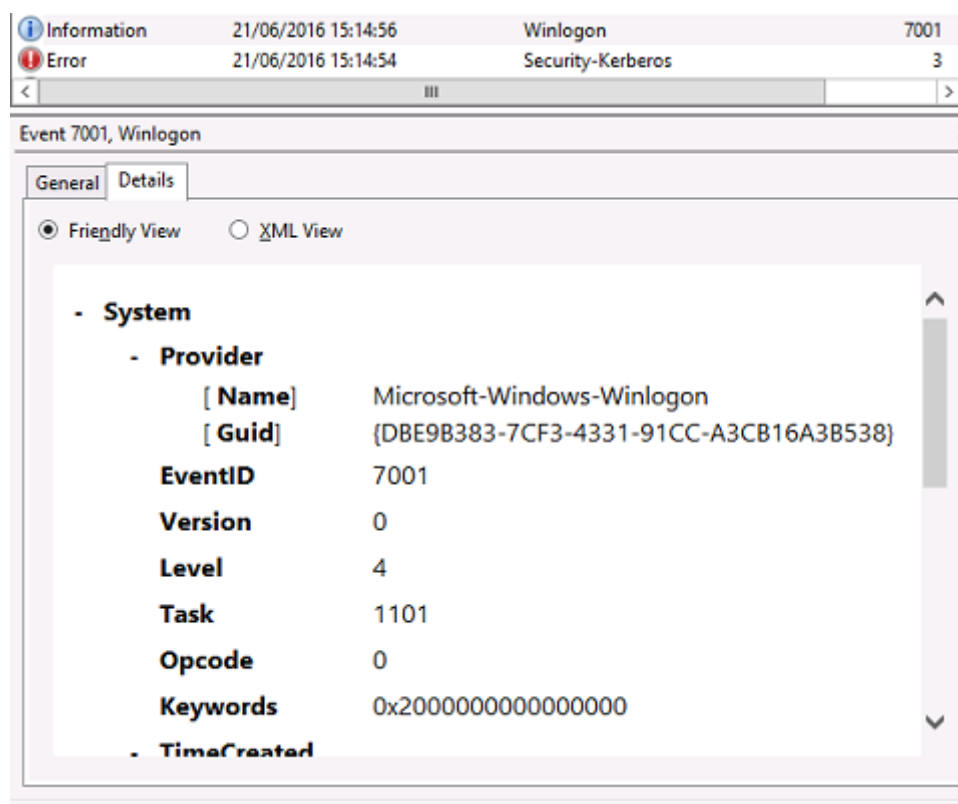 Information 21/06/2016 15:14:56 Winlogon 7001
Error 21/06/2016 15:14:54 Security-Kerberos 3
Event 7001, Winlogon
General Details
Friendly View XML View
- System
- Provider
[ Name] Microsoft-Windows-Winlogon
[ Guid] {DBE9B383-7CF3-4331-91CC-A3CB16A3B538}
EventID 7001
Version 0
Level 4
Task 1101
Opcode 0
Keywords 0x2000000000000000
- TimeCreated